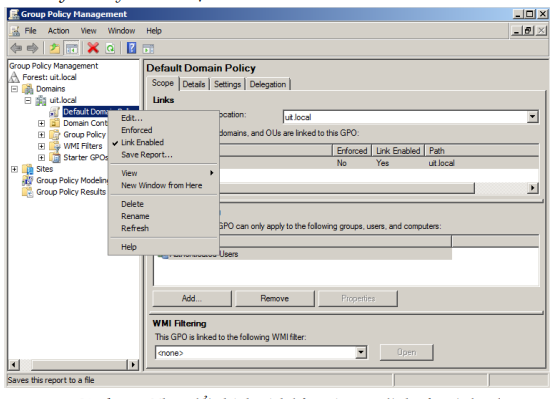 Group Policy Management
File Action View Window Help
Group Policy Management
Forest: uit.local
Domains
uit.local
Default Domain
Domain Cont
Group Policy
WMI Filters
Starter GPOs
Sites
Group Policy Modeling
Group Policy Results
Edit...
Enforced
Link Enabled
Save Report...
View
New Window from Here
Delete
Rename
Refresh
Help
Default Domain Policy
Scope Details Settings Delegation
Links
ocation: uit.local
domains, and OUs are linked to this GPO:
Enforced Link Enabled Path
No Yes uit.local
GPO can only apply to the following groups, users, and computers:
Users
Add... Remove Properties
WMI Filtering
This GPO is linked to the following WMI filter:
<none> Open
Saves this report to a file